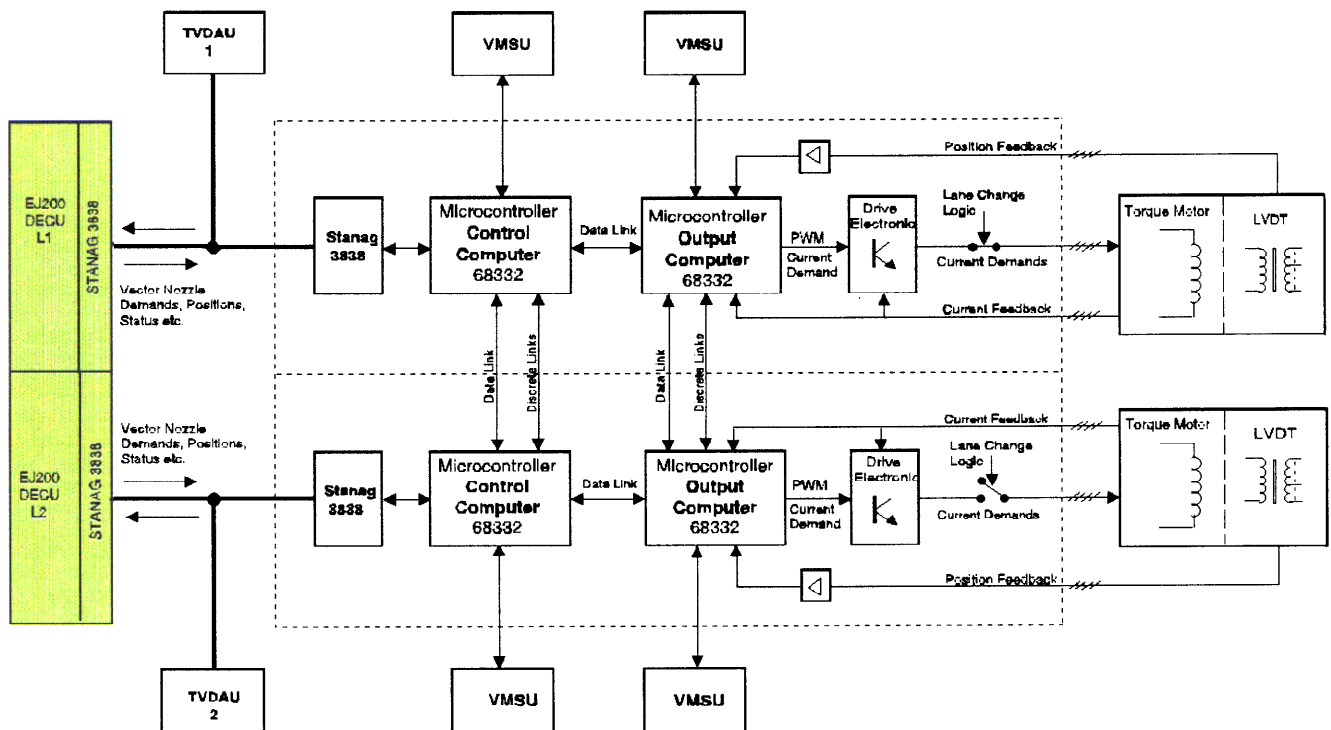 TVDAU
1
VMSU
VMSU
EJ200
DECU
L1
STANAG 3838
Vector Nozzle
Demands, Positions,
Status etc.
Stanag
3838
Microcontroller
Control
Computer
68332
Data Link
Microcontroller
Output
Computer
68332
PWM
Current
Demand
Drive
Electronic
Lane Change
Logic
Current Demands
Position Feedback
Current Feedback
Torque Motor
LVDT
Data Link
Discrete Links
Data Link
Discrete Links
EJ200
DECU
L2
STANAG 3838
Vector Nozzle
Demands, Positions,
Status etc.
Stanag
3838
Microcontroller
Control
Computer
68332
Data Link
Microcontroller
Output
Computer
68332
PWM
Current
Demand
Drive
Electronic
Current Feedback
Lane Change
Logic
Current Demands
Position Feedback
Torque Motor
LVDT
TVDAU
2
VMSU
VMSU